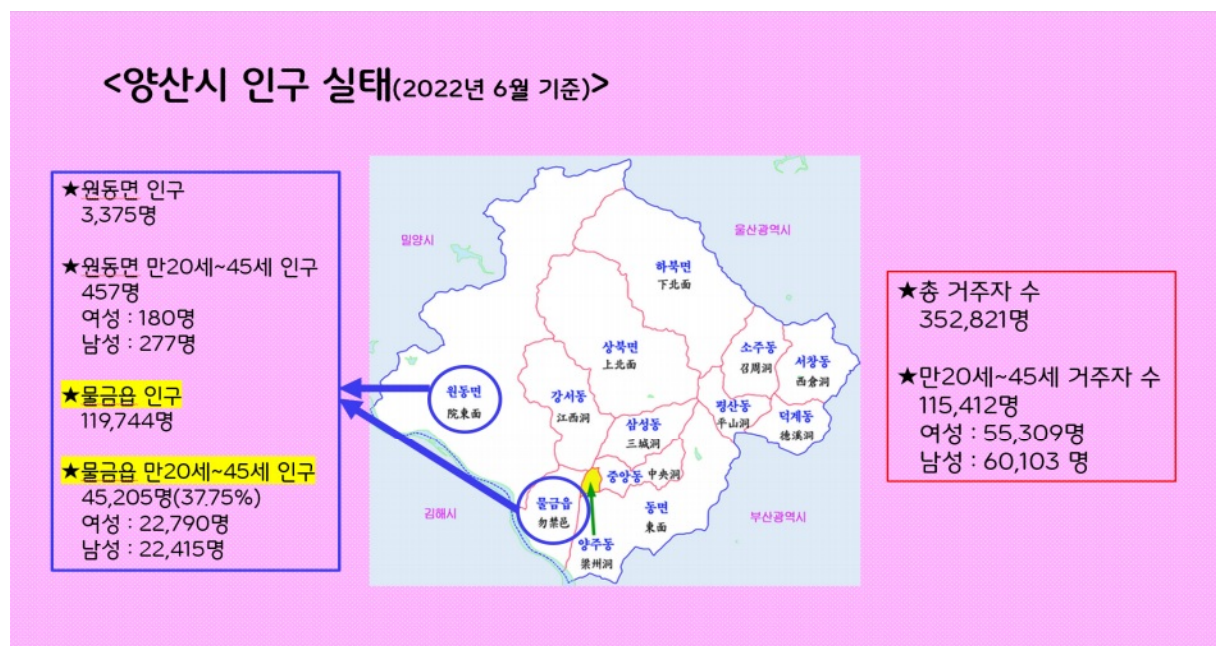 <양산시 인구 실태(2022년 6월 기준)>
★원동면 인구
3,375명
★원동면 만20세~45세 인구
457명
여성 : 180명
남성 : 277명
★물금읍 인구
119,744명
★물금읍 만20세~45세 인구
45,205명(37.75%)
여성 : 22,790명
남성 : 22,415명
밀양시
울산광역시
하북면
下北面
상북면
上北面
소주동
召周洞
서창동
西倉洞
원동면
院東面
강서동
江西洞
평산동
平山洞
덕계동
德溪洞
삼성동
三城洞
중앙동 中央洞
물금읍
勿禁邑
동면
東面
김해시
부산광역시
양주동
梁州洞
★총 거주자 수
352,821명
★만20세~45세 거주자 수
115,412명
여성 : 55,309명
남성 : 60,103 명